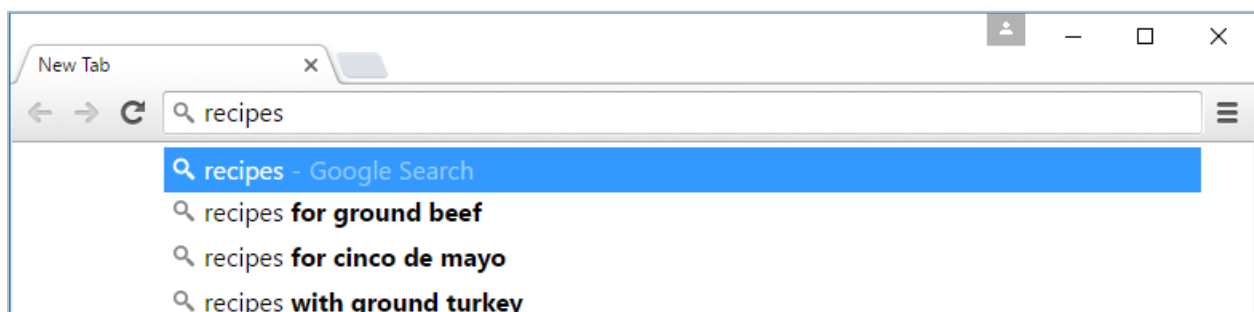 New Tab
recipes
recipes - Google Search
recipes for ground beef
recipes for cinco de mayo
recipes with ground turkey